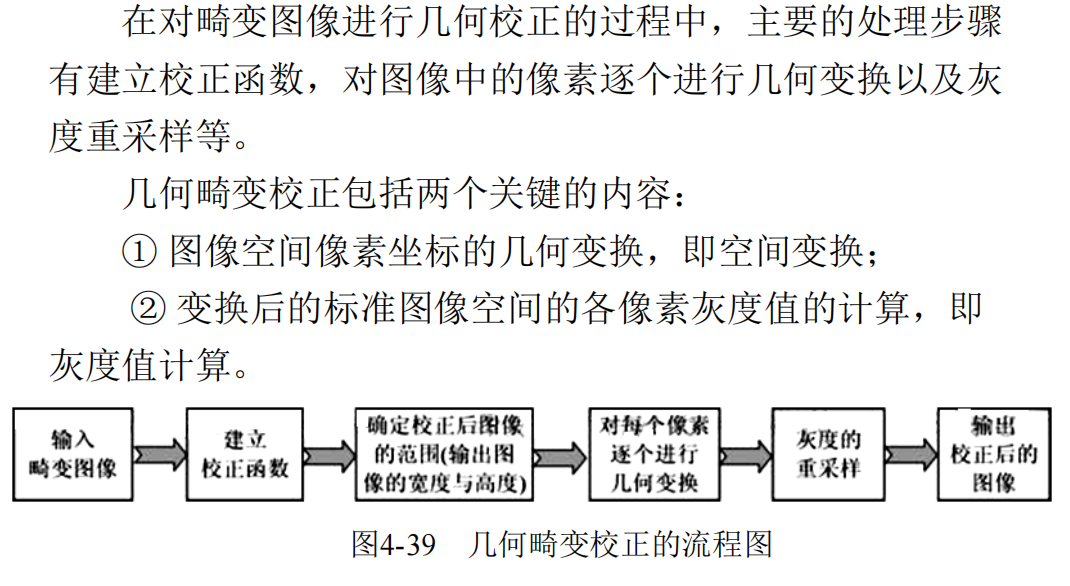 在对畸变图像进行几何校正的过程中，主要的处理步骤
有建立校正函数，对图像中的像素逐个进行几何变换以及灰
度重采样等。
几何畸变校正包括两个关键的内容：
① 图像空间像素坐标的几何变换，即空间变换；
② 变换后的标准图像空间的各像素灰度值的计算，即
灰度值计算。
输入
畸变图像
建立
校正函数
确定校正后图像
的范围(输出图
像的宽度与高度)
对每个像素
逐个进行
几何变换
灰度的
重采样
输出
校正后的
图像
图4-39 几何畸变校正的流程图